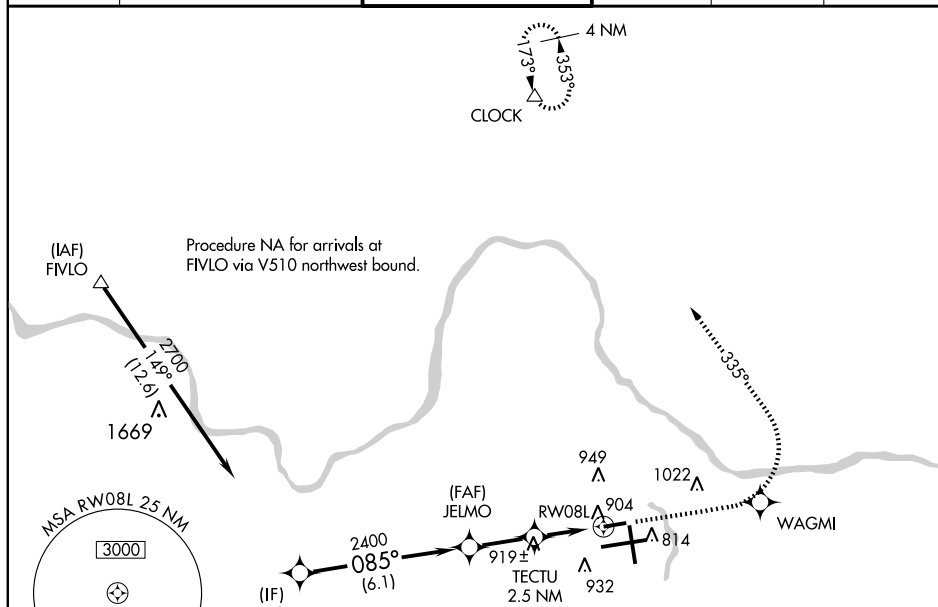 4 NM
173°
353°
CLOCK
(IAF)
FIVLO
Procedure NA for arrivals at
FIVLO via V510 northwest bound.
2700
149°
(12.6)
1669
335°
949
1022
(FAF)
JELMO
RW08L
904
WAGMI
MSA RW08L 25 NM
3000
2400
085°
(6.1)
919±
814
TECTU
2.5 NM
932
(IF)